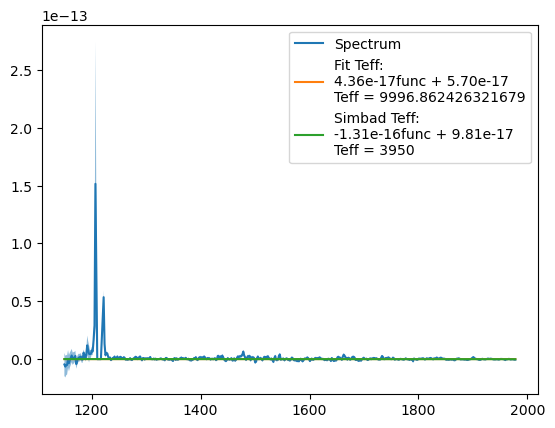 1e−13
2.5
2.0
1.5
1.0
0.5
0.0
Spectrum
Fit Teff:
4.36e-17func + 5.70e-17
Teff = 9996.862426321679
Simbad Teff:
-1.31e-16func + 9.81e-17
Teff = 3950
1200
1400
1600
1800
2000